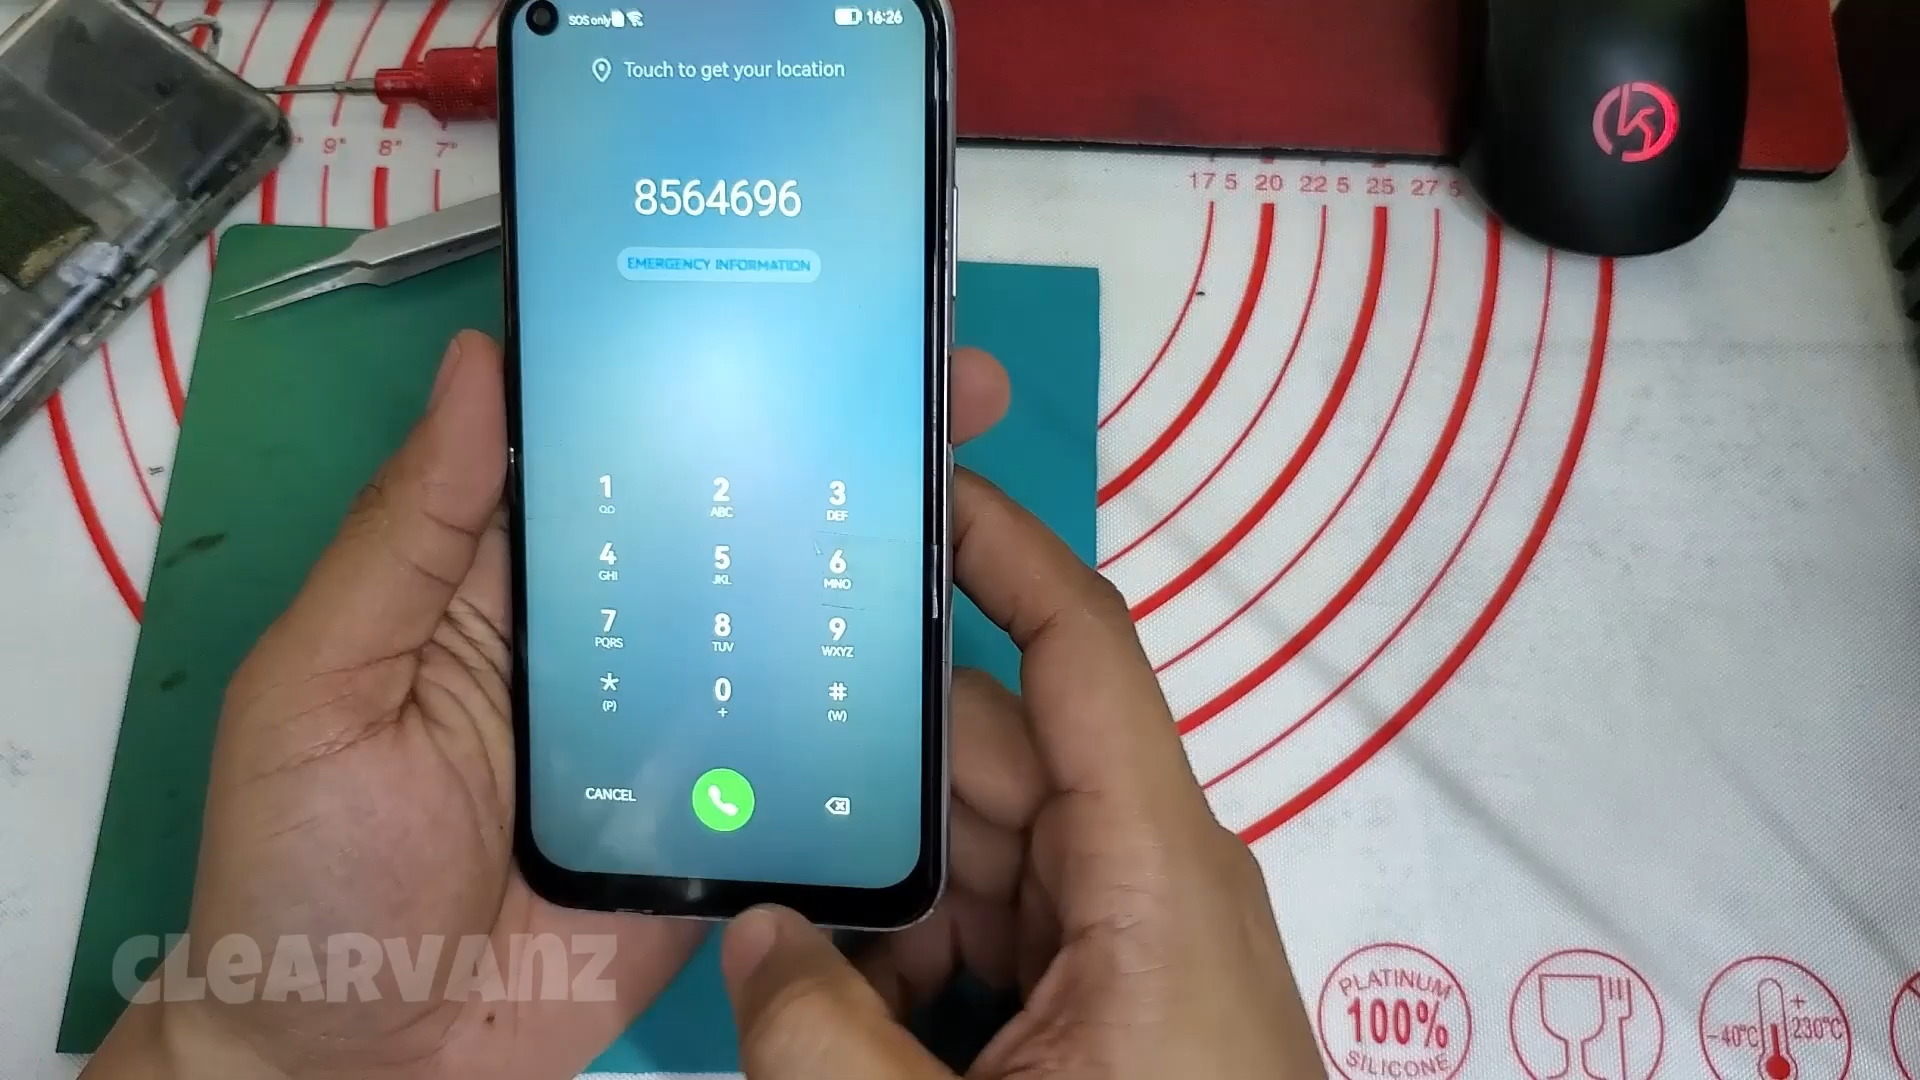 SOS only
16:26
Touch to get your location
8564696
EMERGENCY INFORMATION
1
2 ABC
3 DEF
4 GHI
5 JKL
6 MNO
7 PQRS
8 TUV
9 WXYZ
* (P)
0 +
# (W)
CANCEL
9" 8" 7"
17 5 20 22 5 25 27 5
CLEARVANZ
PLATINUM
100%
SILICONE
-40°C
+
230°C